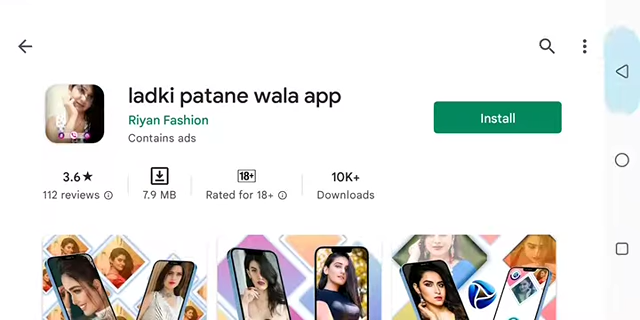 ladki patane wala app
Riyan Fashion
Contains ads
Install
3.6★
112 reviews
7.9 MB
18+
Rated for 18+
10K+
Downloads